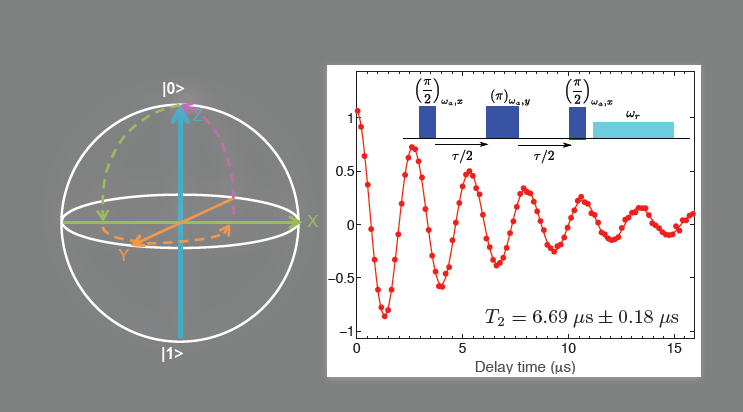 |0>
Z
X
Y
|1>
(π/2)ωₐ,x (π)ωₐ,y (π/2)ωₐ,x
ωᵣ
τ/2 τ/2
1
0.5
0
−0.5
−1
T₂ = 6.69 μs ± 0.18 μs
0 5 10 15
Delay time (μs)